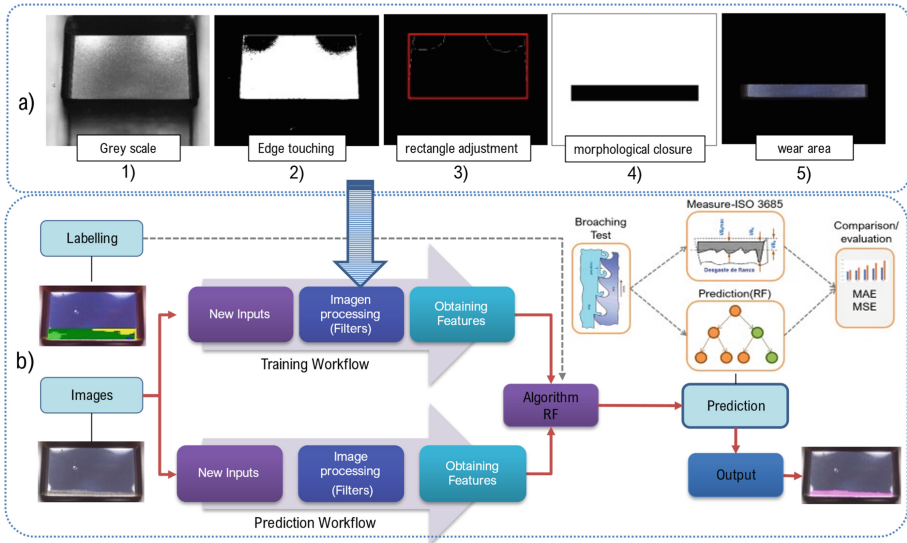 a)
Grey scale
Edge touching
rectangle adjustment
morphological closure
wear area
1)
2)
3)
4)
5)
b)
Labelling
Images
New Inputs
Imagen
processing
(Filters)
Obtaining
Features
Training Workflow
New Inputs
Image
processing
(Filters)
Obtaining
Features
Prediction Workflow
Algorithm
RF
Broaching
Test
Measure-ISO 3685
Desgaste de flanco
Prediction(RF)
Comparison/
evaluation
MAE
MSE
Prediction
Output